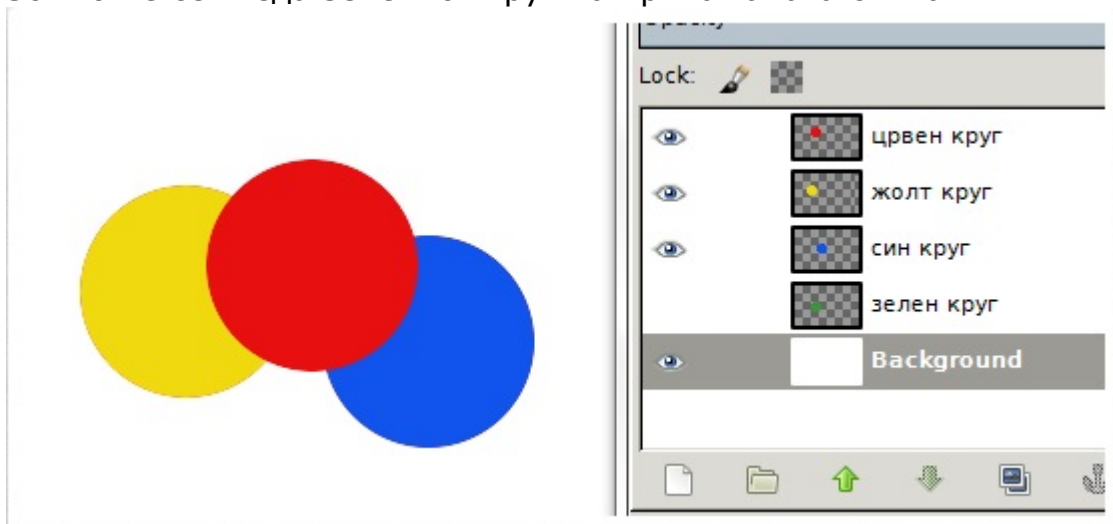 Lock:
црвен круг
жолт круг
син круг
зелен круг
Background